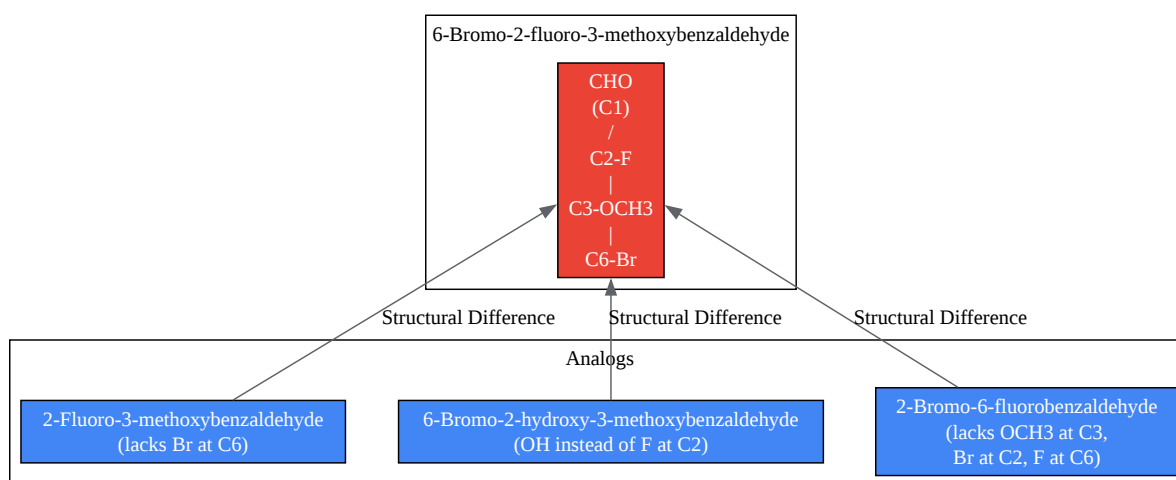 6-Bromo-2-fluoro-3-methoxybenzaldehyde
CHO
(C1)
/
C2-F
|
C3-OCH3
|
C6-Br
Structural Difference
Structural Difference
Structural Difference
Analogs
2-Fluoro-3-methoxybenzaldehyde
(lacks Br at C6)
6-Bromo-2-hydroxy-3-methoxybenzaldehyde
(OH instead of F at C2)
2-Bromo-6-fluorobenzaldehyde
(lacks OCH3 at C3,
Br at C2, F at C6)